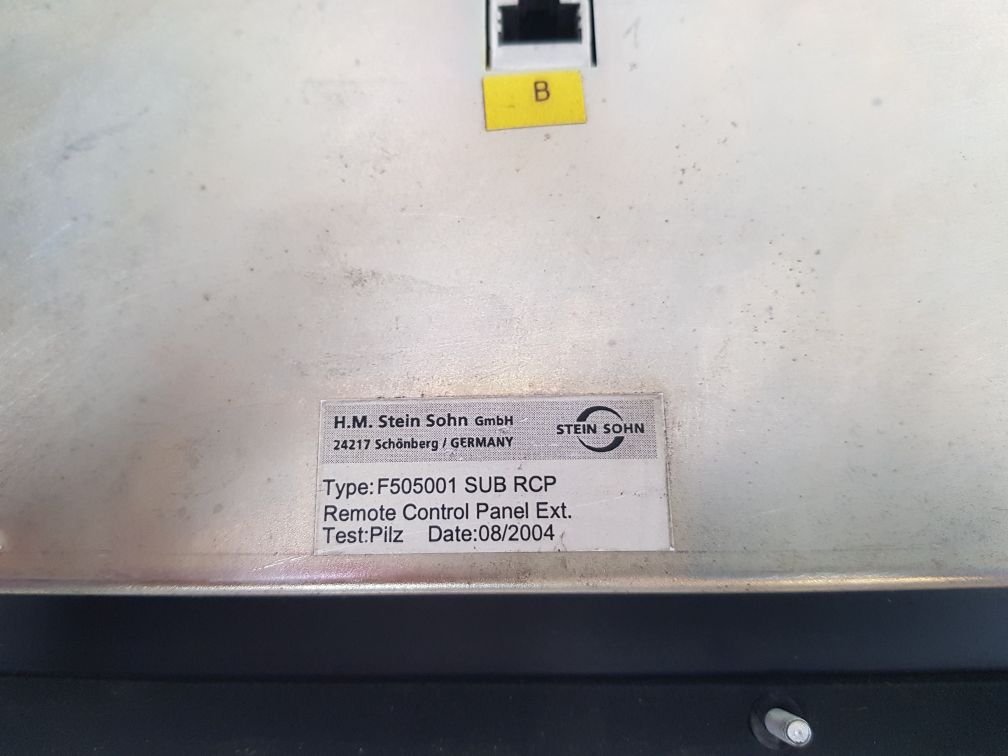 B
H.M. Stein Sohn GmbH
24217 Schönberg / GERMANY
STEIN SOHN
Type:F505001 SUB RCP
Remote Control Panel Ext.
Test:Pilz Date:08/2004